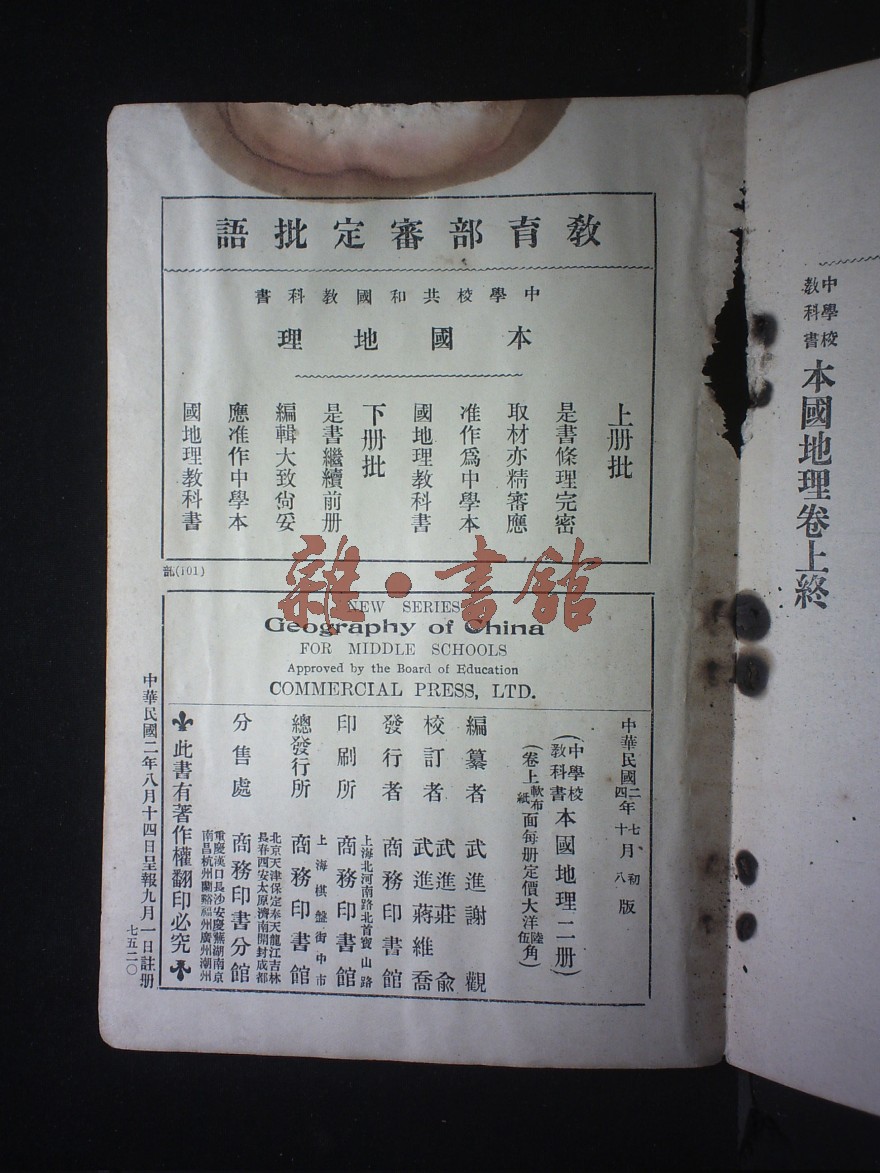 中學校
教科書
本國地理卷上終
教育部審定批語
中學校共和國教科書
本國地理
上册批
是書條理完密
取材亦精審應
准作爲中學本
國地理教科書
下册批
是書繼續前册
編輯大致尙妥
應准作中學本
國地理教科書
(101)
雜·書館
NEW SERIES
Geography of China
FOR MIDDLE SCHOOLS
Approved by the Board of Education
COMMERCIAL PRESS, LTD.
中華民國二年七月初版
四年十月八版
(中學校教科書本國地理二册)
(卷上軟布面每册定價大洋陸角)
紙 伍
編纂者 武進謝觀
校訂者 武進莊俞
武進蔣維喬
發行者 商務印書館
印刷所 上海北河南路北首寶山路
商務印書館
總發行所 上海棋盤街中市
商務印書館
分售處 北京天津保定奉天龍江吉林
長春西安太原濟南開封成都
商務印書分館
重慶漢口長沙安慶蕪湖南京
南昌杭州蘭谿福州廣州潮州
此書有著作權翻印必究
中華民國二年八月十四日呈報九月一日註册
七五二〇